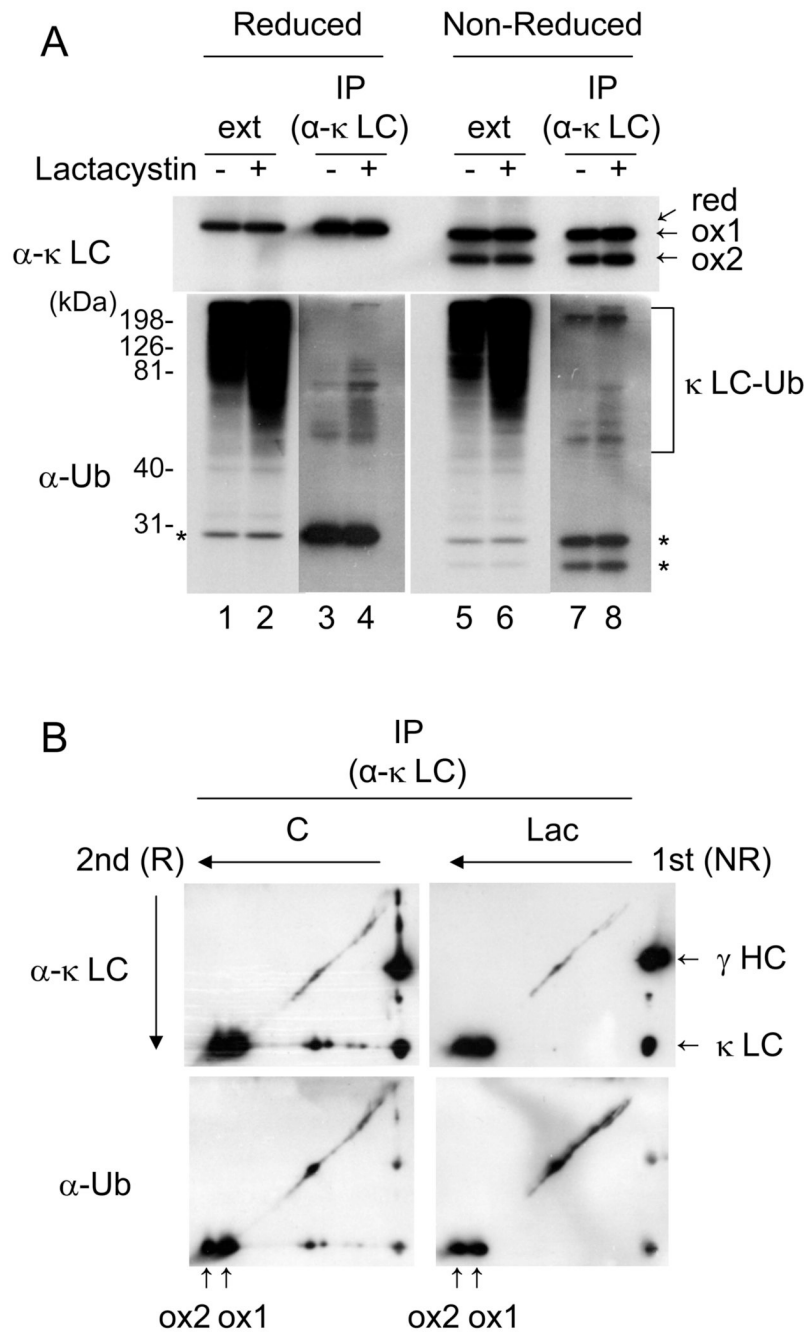 A
Reduced
Non-Reduced
IP
IP
ext
(α-κ LC)
ext
(α-κ LC)
Lactacystin - + - + - + - +
α-κ LC
red
ox1
ox2
(kDa)
198-
126-
81-
40-
31-
α-Ub
κ LC-Ub
*
*
*
1 2 3 4 5 6 7 8
B
IP
(α-κ LC)
C
Lac
2nd (R)
1st (NR)
α-κ LC
γ HC
κ LC
α-Ub
ox2 ox1
ox2 ox1